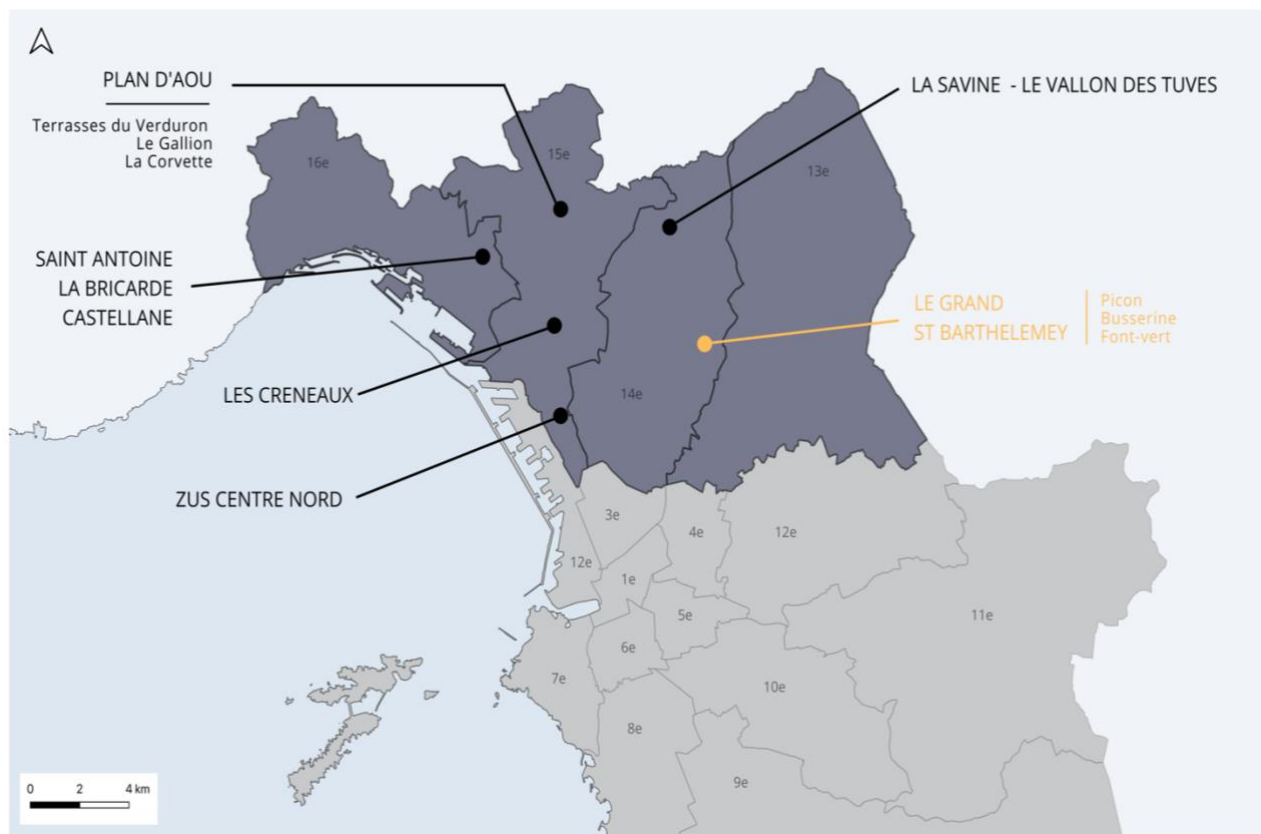 PLAN D'AOU
Terrasses du Verduron
Le Gallion
La Corvette
LA SAVINE - LE VALLON DES TUVES
15e
16e
13e
SAINT ANTOINE
LA BRICARDE
CASTELLANE
LE GRAND
ST BARTHELEMEY
Picon
Busserine
Font-vert
LES CRENEAUX
14e
ZUS CENTRE NORD
3e
4e
12e
12e
1e
5e
11e
6e
7e
10e
8e
9e
0 2 4 km